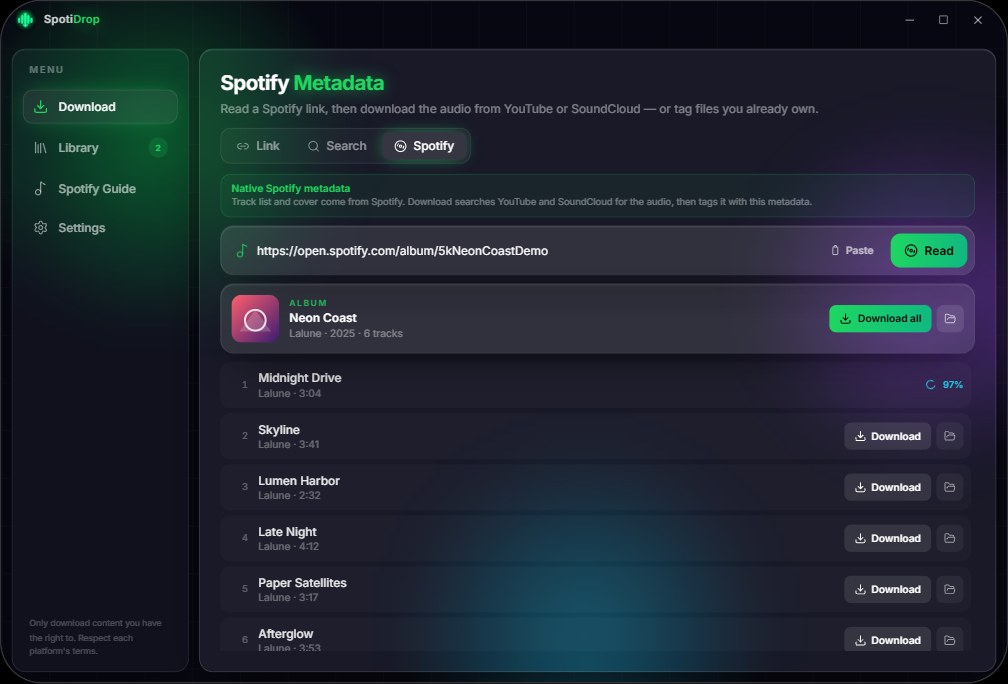 SpotiDrop
MENU
Download
Library
2
Spotify Guide
Settings
Only download content you have
the right to. Respect each
platform's terms.
Spotify Metadata
Read a Spotify link, then download the audio from YouTube or SoundCloud — or tag files you already own.
Link
Search
Spotify
Native Spotify metadata
Track list and cover come from Spotify. Download searches YouTube and SoundCloud for the audio, then tags it with this metadata.
https://open.spotify.com/album/5kNeonCoastDemo
Paste
Read
ALBUM
Neon Coast
Lalune · 2025 · 6 tracks
Download all
1
Midnight Drive
Lalune · 3:04
97%
2
Skyline
Lalune · 3:41
Download
3
Lumen Harbor
Lalune · 2:32
Download
4
Late Night
Lalune · 4:12
Download
5
Paper Satellites
Lalune · 3:17
Download
6
Afterglow
Lalune · 3:53
Download